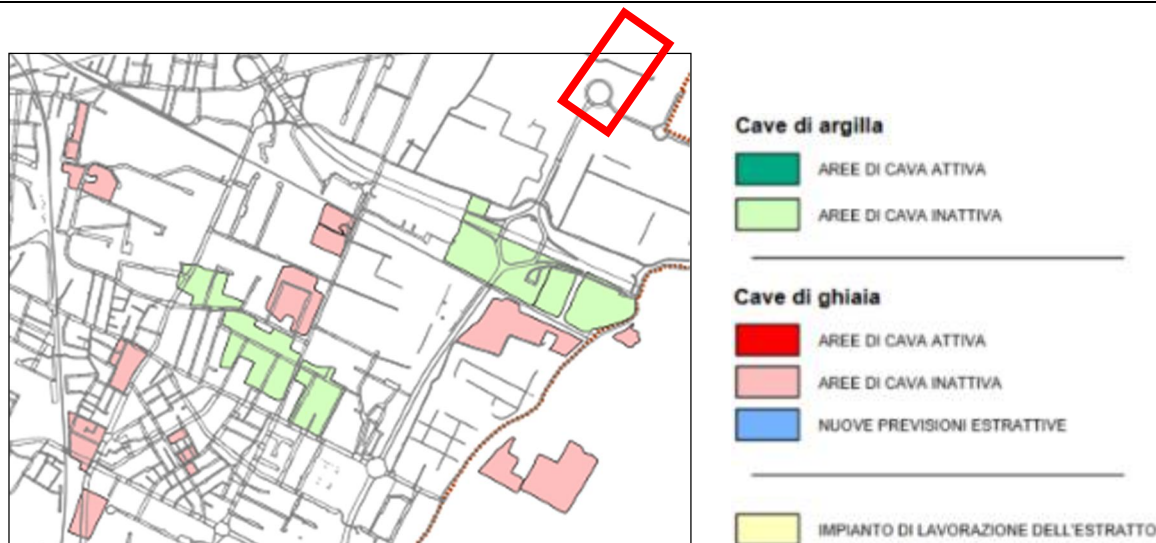 Cave di argilla
AREE DI CAVA ATTIVA
AREE DI CAVA INATTIVA
Cave di ghiaia
AREE DI CAVA ATTIVA
AREE DI CAVA INATTIVA
NUOVE PREVISIONI ESTRATTIVE
IMPIANTO DI LAVORAZIONE DELL'ESTRATTO